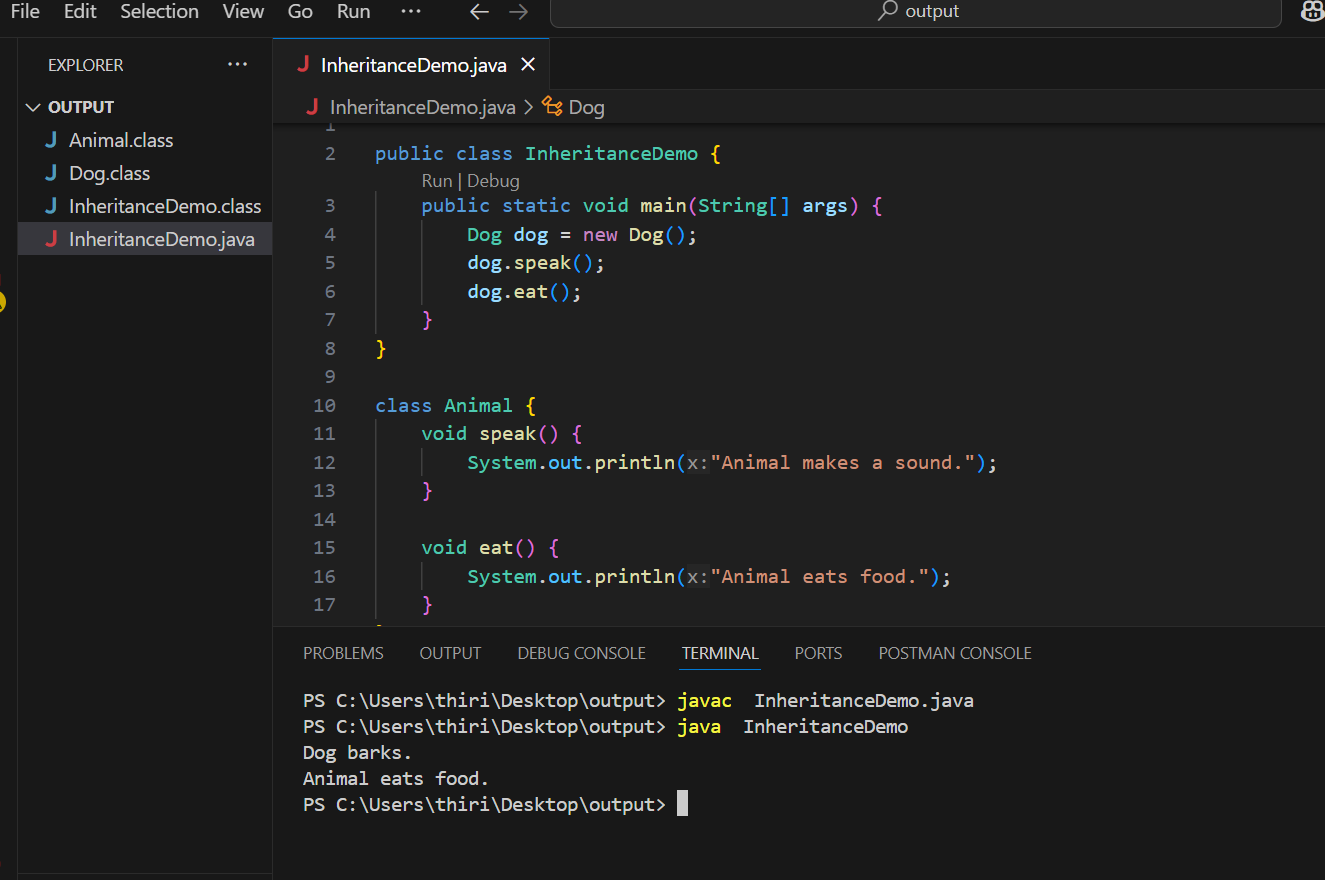 File Edit Selection View Go Run ···
output
EXPLORER ···
OUTPUT
J Animal.class
J Dog.class
J InheritanceDemo.class
J InheritanceDemo.java
J InheritanceDemo.java ×
J InheritanceDemo.java > Dog
1
2 public class InheritanceDemo {
Run | Debug
3 public static void main(String[] args) {
4 Dog dog = new Dog();
5 dog.speak();
6 dog.eat();
7 }
8 }
9
10 class Animal {
11 void speak() {
12 System.out.println(x:"Animal makes a sound.");
13 }
14
15 void eat() {
16 System.out.println(x:"Animal eats food.");
17 }
PROBLEMS OUTPUT DEBUG CONSOLE TERMINAL PORTS POSTMAN CONSOLE
PS C:\Users\thiri\Desktop\output> javac  InheritanceDemo.java
PS C:\Users\thiri\Desktop\output> java  InheritanceDemo
Dog barks.
Animal eats food.
PS C:\Users\thiri\Desktop\output>